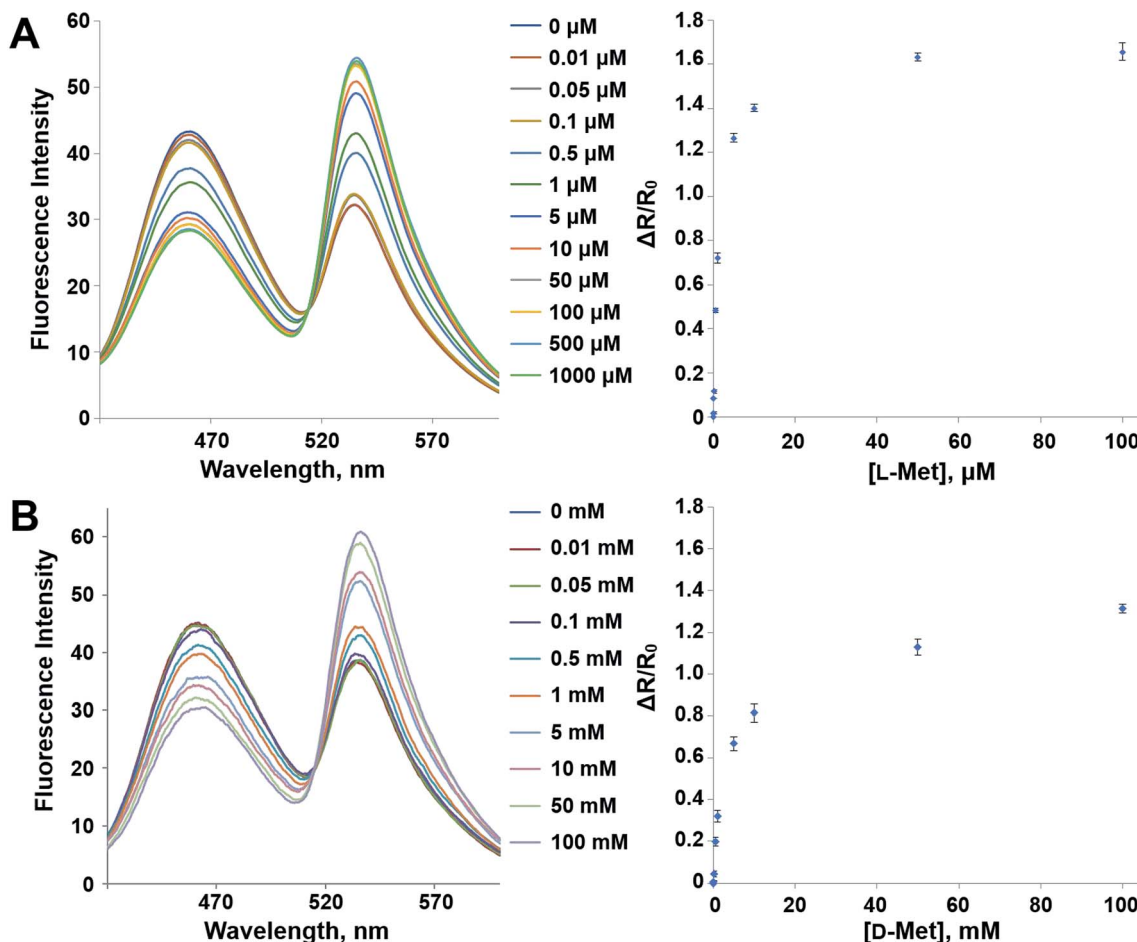 A
Fluorescence Intensity
60
50
40
30
20
10
0
470
520
570
Wavelength, nm
0 µM
0.01 µM
0.05 µM
0.1 µM
0.5 µM
1 µM
5 µM
10 µM
50 µM
100 µM
500 µM
1000 µM
ΔR/R₀
1.8
1.6
1.4
1.2
1.0
0.8
0.6
0.4
0.2
0
0
20
40
60
80
100
[L-Met], µM
B
Fluorescence Intensity
60
50
40
30
20
10
0
470
520
570
Wavelength, nm
0 mM
0.01 mM
0.05 mM
0.1 mM
0.5 mM
1 mM
5 mM
10 mM
50 mM
100 mM
ΔR/R₀
1.8
1.6
1.4
1.2
1.0
0.8
0.6
0.4
0.2
0
0
20
40
60
80
100
[D-Met], mM